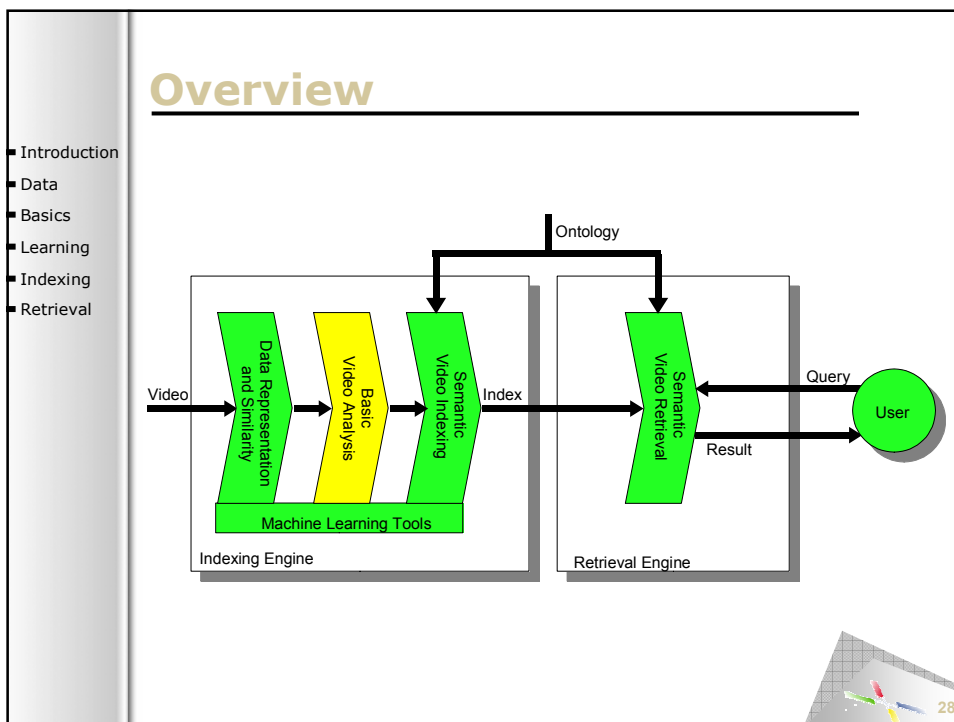 Overview
Introduction
Data
Basics
Learning
Indexing
Retrieval
Ontology
Video
Data Representation
and Similarity
Basic
Video Analysis
Semantic
Video Indexing
Machine Learning Tools
Indexing Engine
Index
Semantic
Video Retrieval
Retrieval Engine
Query
Result
User
28